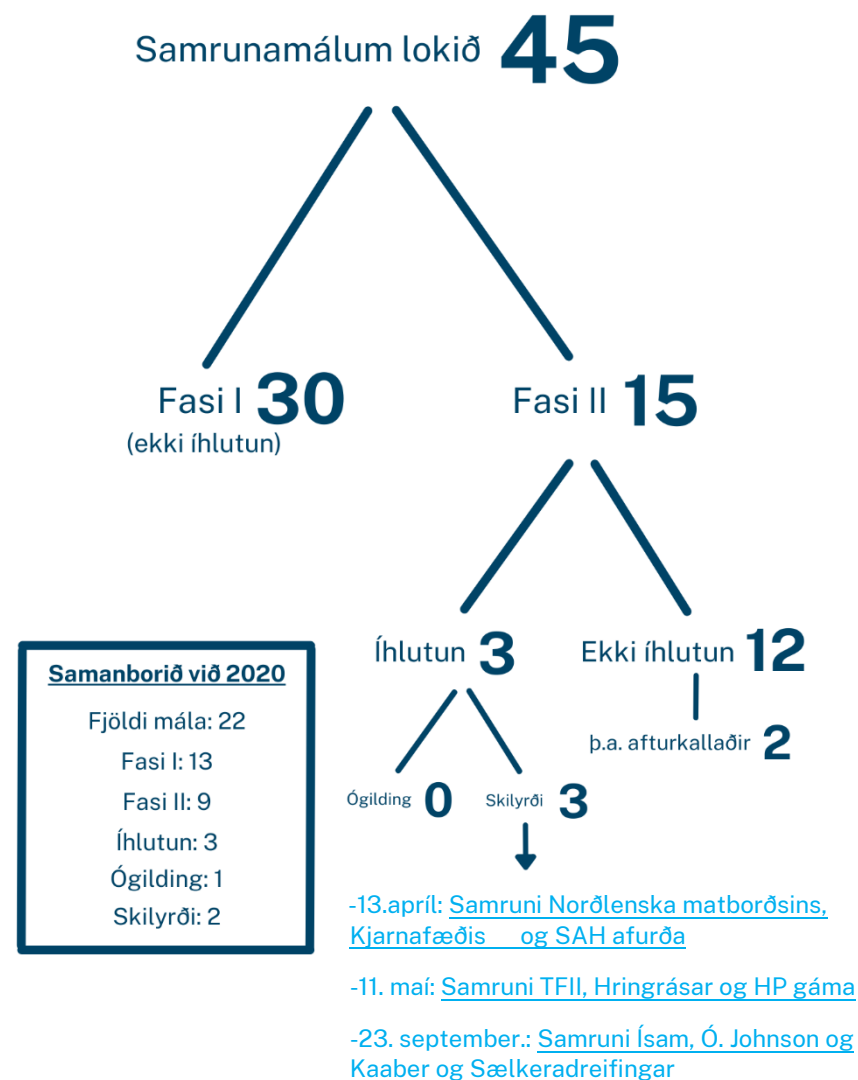 Samrunamálum lokið 45
Fasi I 30
(ekki íhlutun)
Fasi II 15
Íhlutun 3
Ekki íhlutun 12
þ.a. afturkallaðir 2
Ógilding 0
Skilyrði 3
Samanborið við 2020
Fjöldi mála: 22
Fasi I: 13
Fasi II: 9
Íhlutun: 3
Ógilding: 1
Skilyrði: 2
-13.apríl: Samruni Norðlenska matborðsins,
Kjarnafæðis og SAH afurða
-11. maí: Samruni TFII, Hringrásar og HP gáma
-23. september.: Samruni Ísam, Ó. Johnson og
Kaaber og Sælkeradreifingar